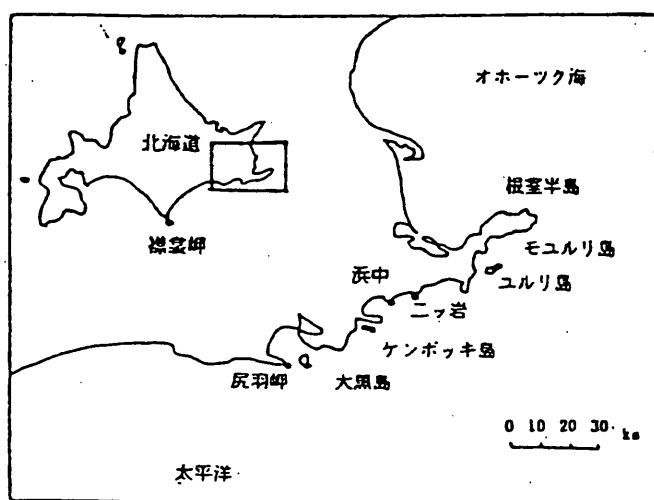 オホーツク海
北海道
根室半島
襟裳岬
モユルリ島
浜中
ユルリ島
二ッ岩
ケンボッキ島
尻羽岬
大黒島
0 10 20 30 km
太平洋